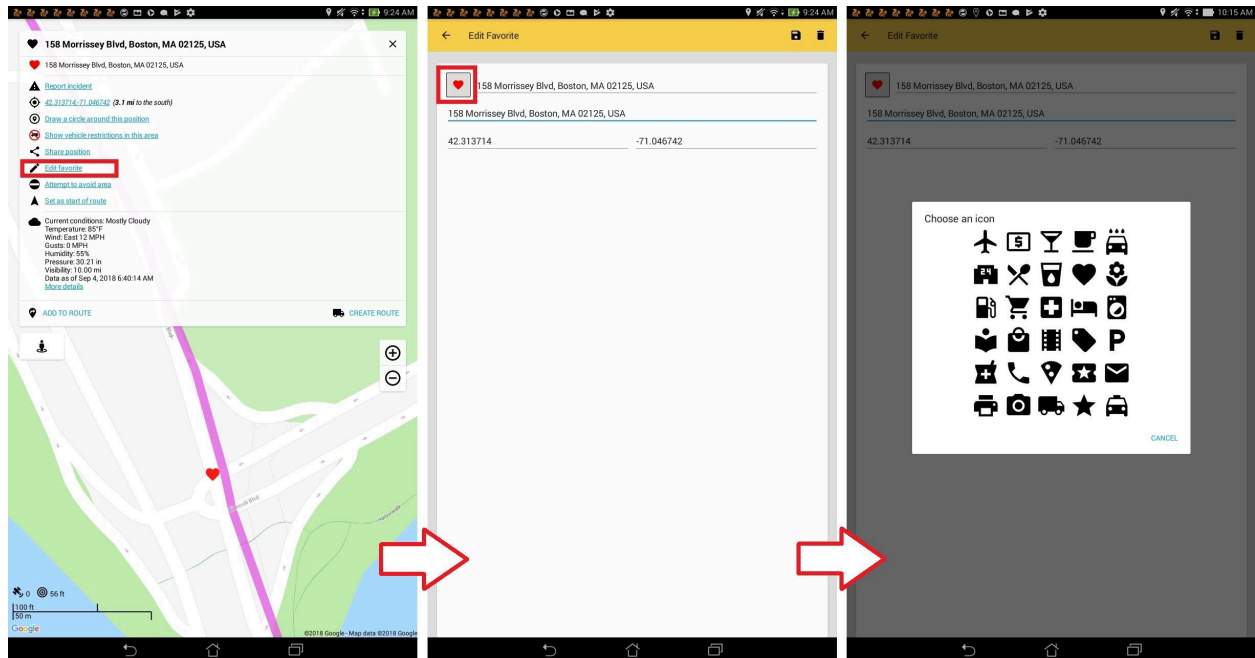 9:24 AM
158 Morrissey Blvd, Boston, MA 02125, USA
158 Morrissey Blvd, Boston, MA 02125, USA
Report incident
42.313714,-71.046742 (3.1 mi to the south)
Draw a circle around this position
Show vehicle restrictions in this area
Share position
Edit favorite
Attempt to avoid area
Set as start of route
Current conditions: Mostly Cloudy
Temperature: 85°F
Wind: East 12 MPH
Gusts: 0 MPH
Humidity: 55%
Pressure: 30.21 in
Visibility: 10.00 mi
Data as of Sep 4, 2018 6:40:14 AM
More details
ADD TO ROUTE
CREATE ROUTE
0
56 ft
100 ft
50 m
Google
©2018 Google - Map data ©2018 Google
9:24 AM
Edit Favorite
158 Morrissey Blvd, Boston, MA 02125, USA
158 Morrissey Blvd, Boston, MA 02125, USA
42.313714
-71.046742
10:15 AM
Edit Favorite
158 Morrissey Blvd, Boston, MA 02125, USA
158 Morrissey Blvd, Boston, MA 02125, USA
42.313714
-71.046742
Choose an icon
24
P
CANCEL